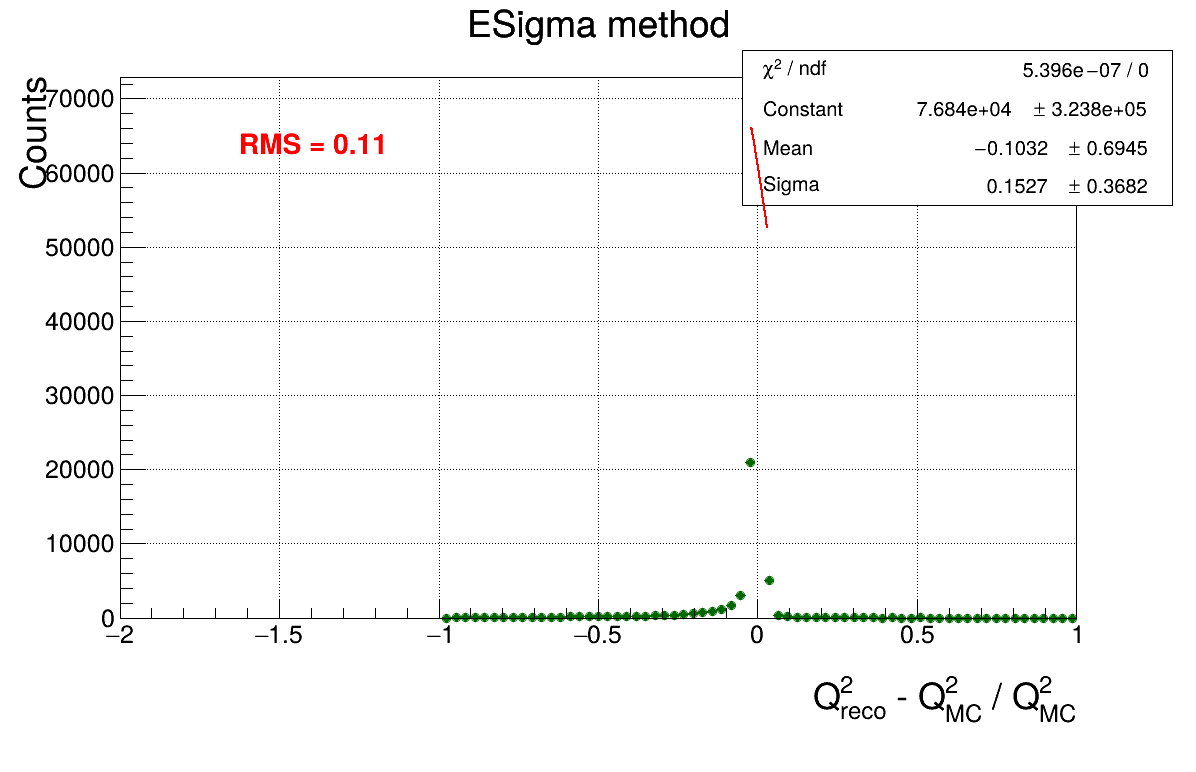 ESigma method
χ² / ndf 5.396e−07 / 0
Constant 7.684e+04 ± 3.238e+05
Mean −0.1032 ± 0.6945
Sigma 0.1527 ± 0.3682
RMS = 0.11
Counts
70000
60000
50000
40000
30000
20000
10000
0
−2 −1.5 −1 −0.5 0 0.5 1
Q²reco - Q²MC / Q²MC